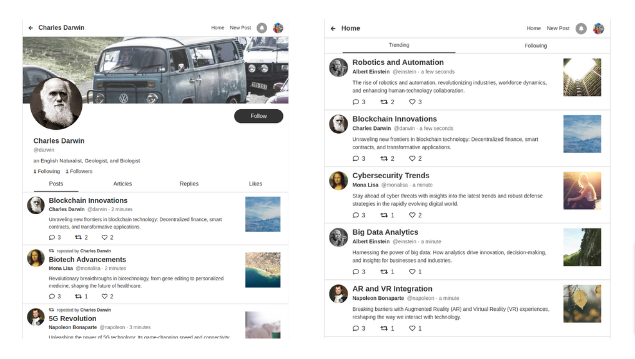 Charles Darwin
Home New Post
Follow
Charles Darwin
@darwin
an English Naturalist, Geologist, and Biologist
1 Following 1 Followers
Posts Articles Replies Likes
Blockchain Innovations
Charles Darwin @darwin - 2 minutes
Unraveling new frontiers in blockchain technology: Decentralized finance, smart
contracts, and transformative applications.
3 2 2
reposted by Charles Darwin
Biotech Advancements
Mona Lisa @monalisa - 2 minutes
Revolutionary breakthroughs in biotechnology, from gene editing to personalized
medicine, shaping the future of healthcare.
3 1 2
reposted by Charles Darwin
5G Revolution
Napoleon Bonaparte @napoleon - 3 minutes
Unleashing the power of 5G technology: Its game-changing speed and connectivity
Home
Home New Post
Trending Following
Robotics and Automation
Albert Einstein @einstein - a few seconds
The rise of robotics and automation, revolutionizing industries, workforce dynamics,
and enhancing human-technology collaboration.
3 2 3
Blockchain Innovations
Charles Darwin @darwin - a few seconds
Unraveling new frontiers in blockchain technology: Decentralized finance, smart
contracts, and transformative applications.
3 2 2
Cybersecurity Trends
Mona Lisa @monalisa - a minute
Stay ahead of cyber threats with insights into the latest trends and robust defense
strategies in the rapidly evolving digital world.
3 1 2
Big Data Analytics
Albert Einstein @einstein - a minute
Harnessing the power of big data: How analytics drive innovation, decision-making,
and insights for businesses and industries.
3 1 1
AR and VR Integration
Napoleon Bonaparte @napoleon - a minute
Breaking barriers with Augmented Reality (AR) and Virtual Reality (VR) experiences,
reshaping the way we interact with technology.
3 1 1